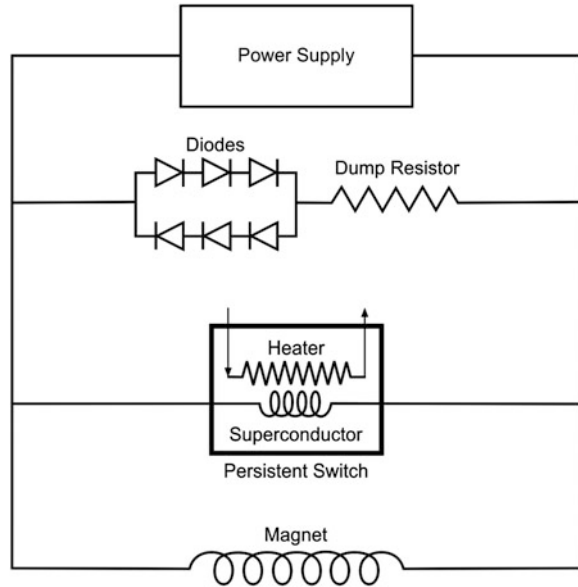 Power Supply
Diodes
Dump Resistor
Heater
Superconductor
Persistent Switch
Magnet